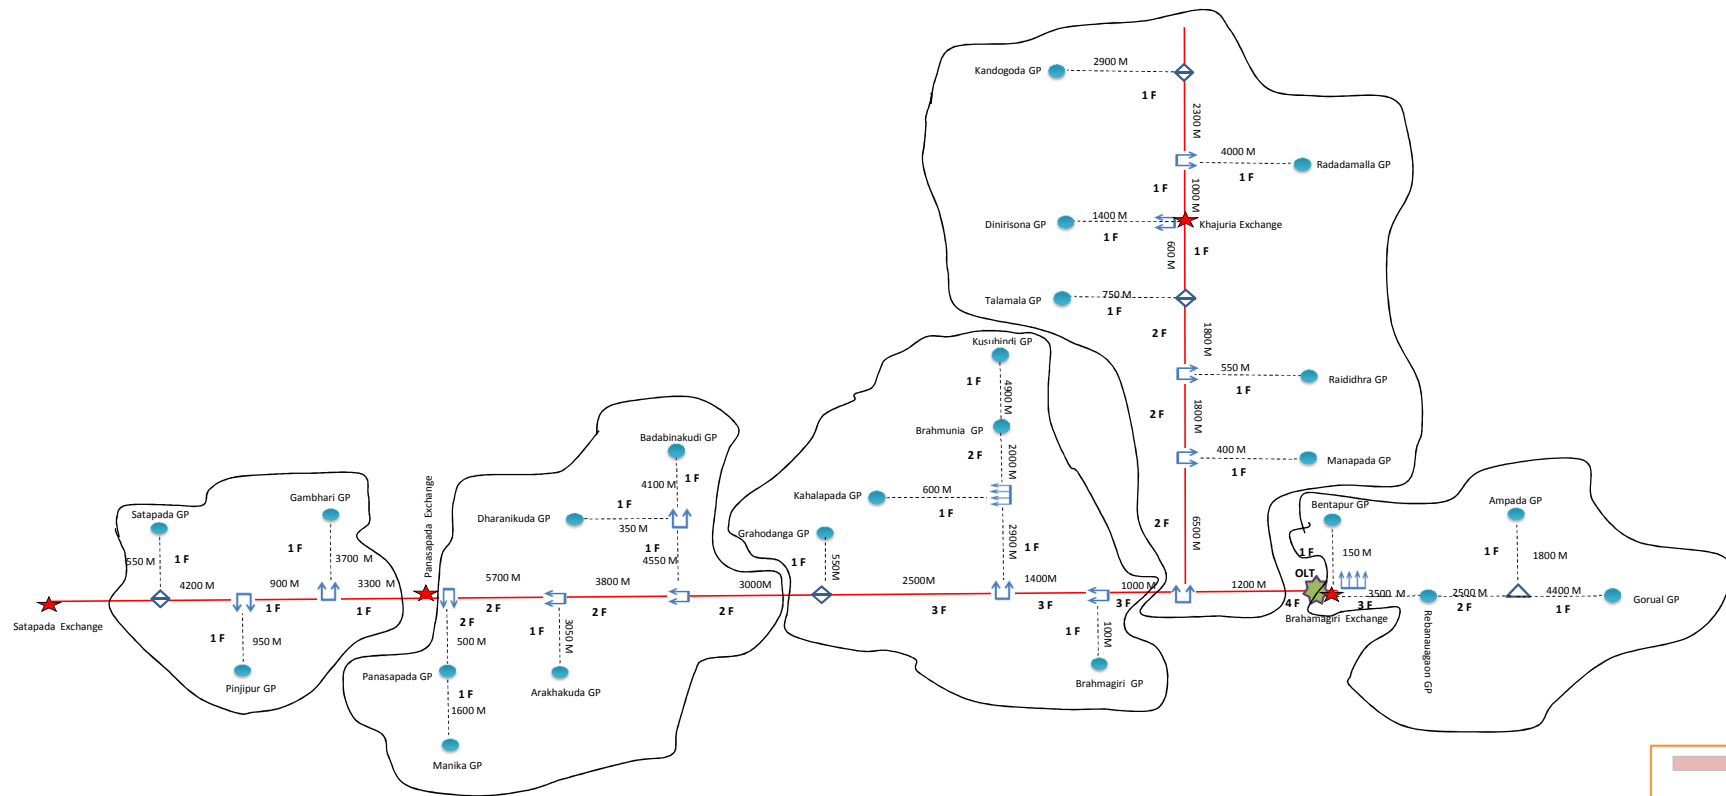 Kandogoda GP
2900 M
1 F
2300 M
4000 M
Radadamalla GP
1 F
1 F
1000 M
Dinirisona GP
1400 M
Khajuria Exchange
1 F
600 M
1 F
Talamala GP
750 M
1 F
2 F
1800 M
Kusubindi GP
550 M
Raididhra GP
1 F
1 F
4900 M
2 F
1800 M
Brahmunia GP
2 F
2000 M
400 M
Manapada GP
1 F
Badabinakudi GP
4100 M
1 F
Kahalapada GP
600 M
1 F
Satapada GP
Gambhari GP
Panasapada Exchange
Dharanikuda GP
1 F
350 M
Bentapur GP
Ampada GP
2 F
6500 M
Grahodanga GP
2900 M
1 F
550 M
1 F
1 F
3700 M
1 F
4550 M
1 F
550M
1 F
150 M
1 F
1800 M
OLT
4200 M
900 M
3300 M
5700 M
3800 M
3000M
2500M
1400M
1000 M
1200 M
3500 M
2500 M
4400 M
Gorual GP
1 F
1 F
2 F
2 F
2 F
3 F
3 F
3 F
4 F
3 F
2 F
1 F
Satapada Exchange
Brahamagiri Exchange
1 F
950 M
2 F
500 M
1 F
3050 M
1 F
100M
Rebanauagaon GP
Pinjipur GP
Panasapada GP
1 F
1600 M
Arakhakuda GP
Brahmagiri GP
Manika GP